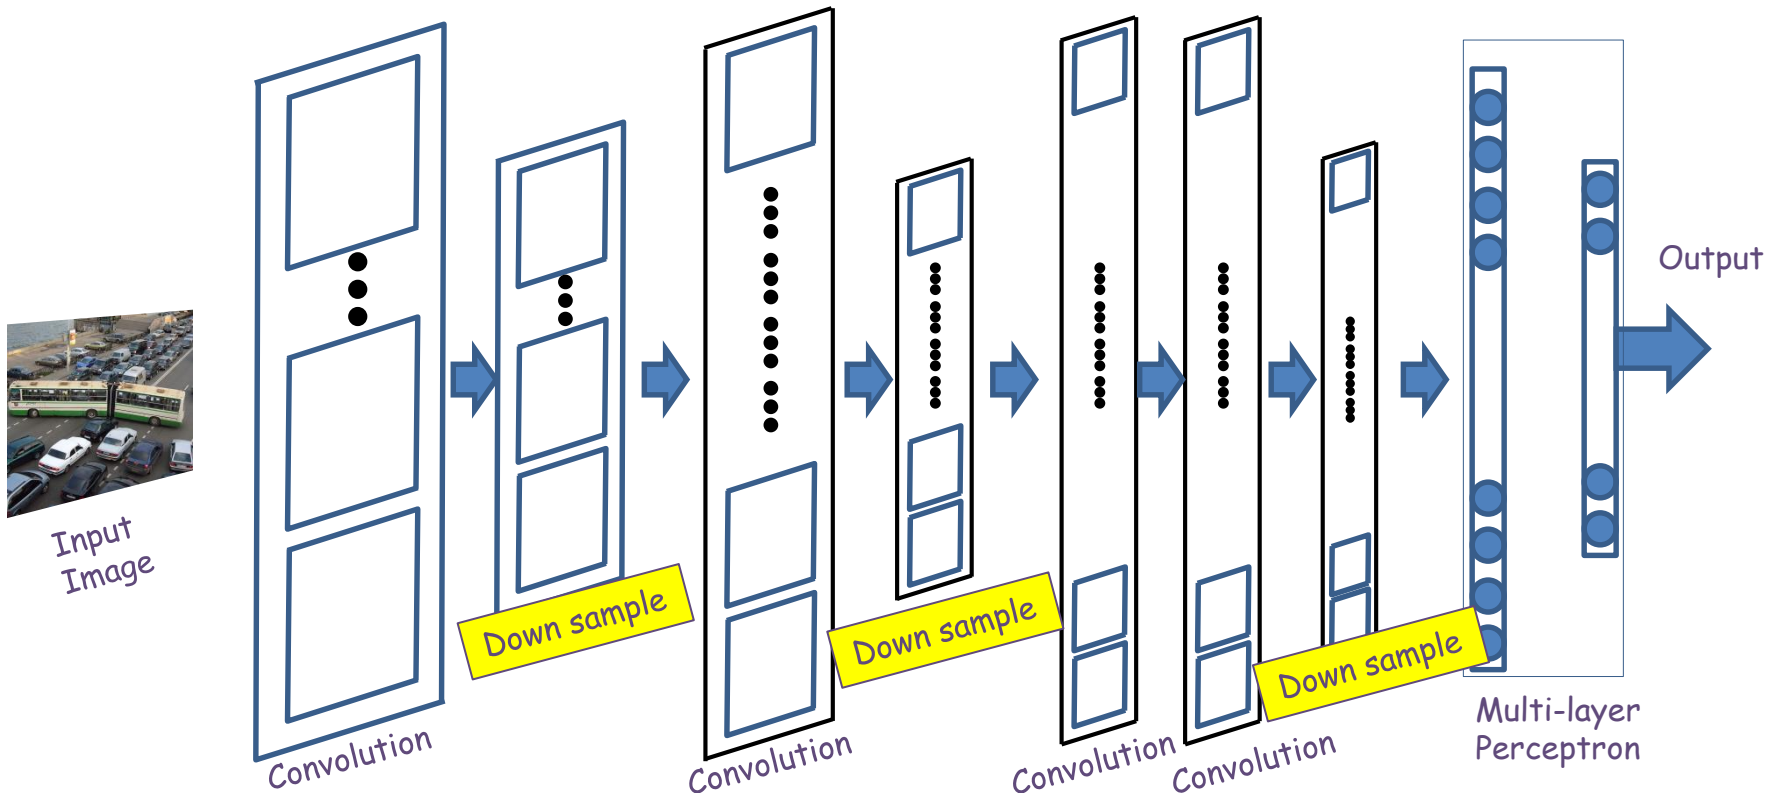 Input
Image
Convolution
Down sample
Convolution
Down sample
Convolution
Convolution
Down sample
Multi-layer
Perceptron
Output